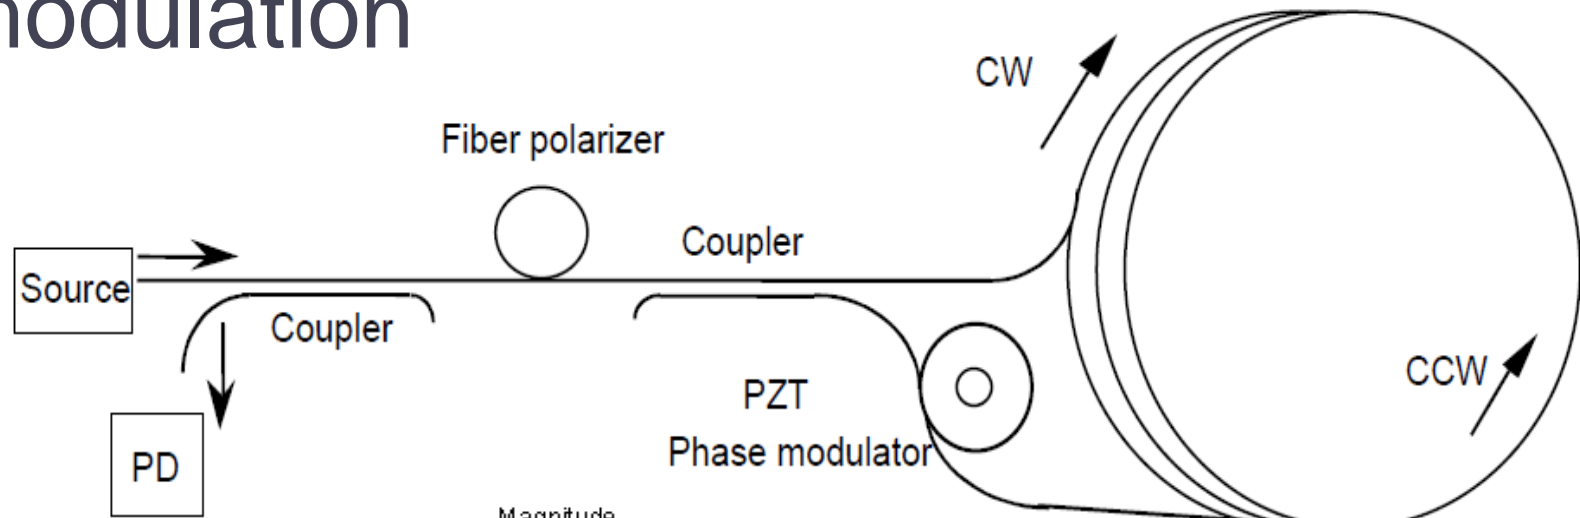 modulation
CW
Fiber polarizer
Coupler
Source
Coupler
CCW
PZT
Phase modulator
PD
Magnitude